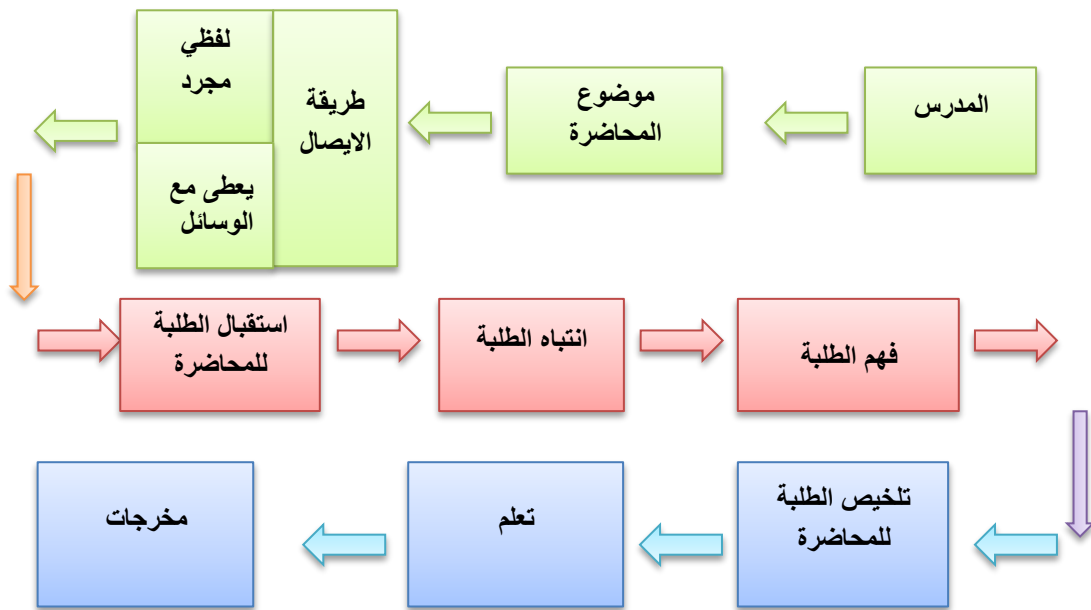 المدرس
موضوع
المحاضرة
طريقة
الايصال
لفظي
مجرد
يعطى مع
الوسائل
استقبال الطلبة
للمحاضرة
انتباه الطلبة
فهم الطلبة
تلخيص الطلبة
للمحاضرة
تعلم
مخرجات